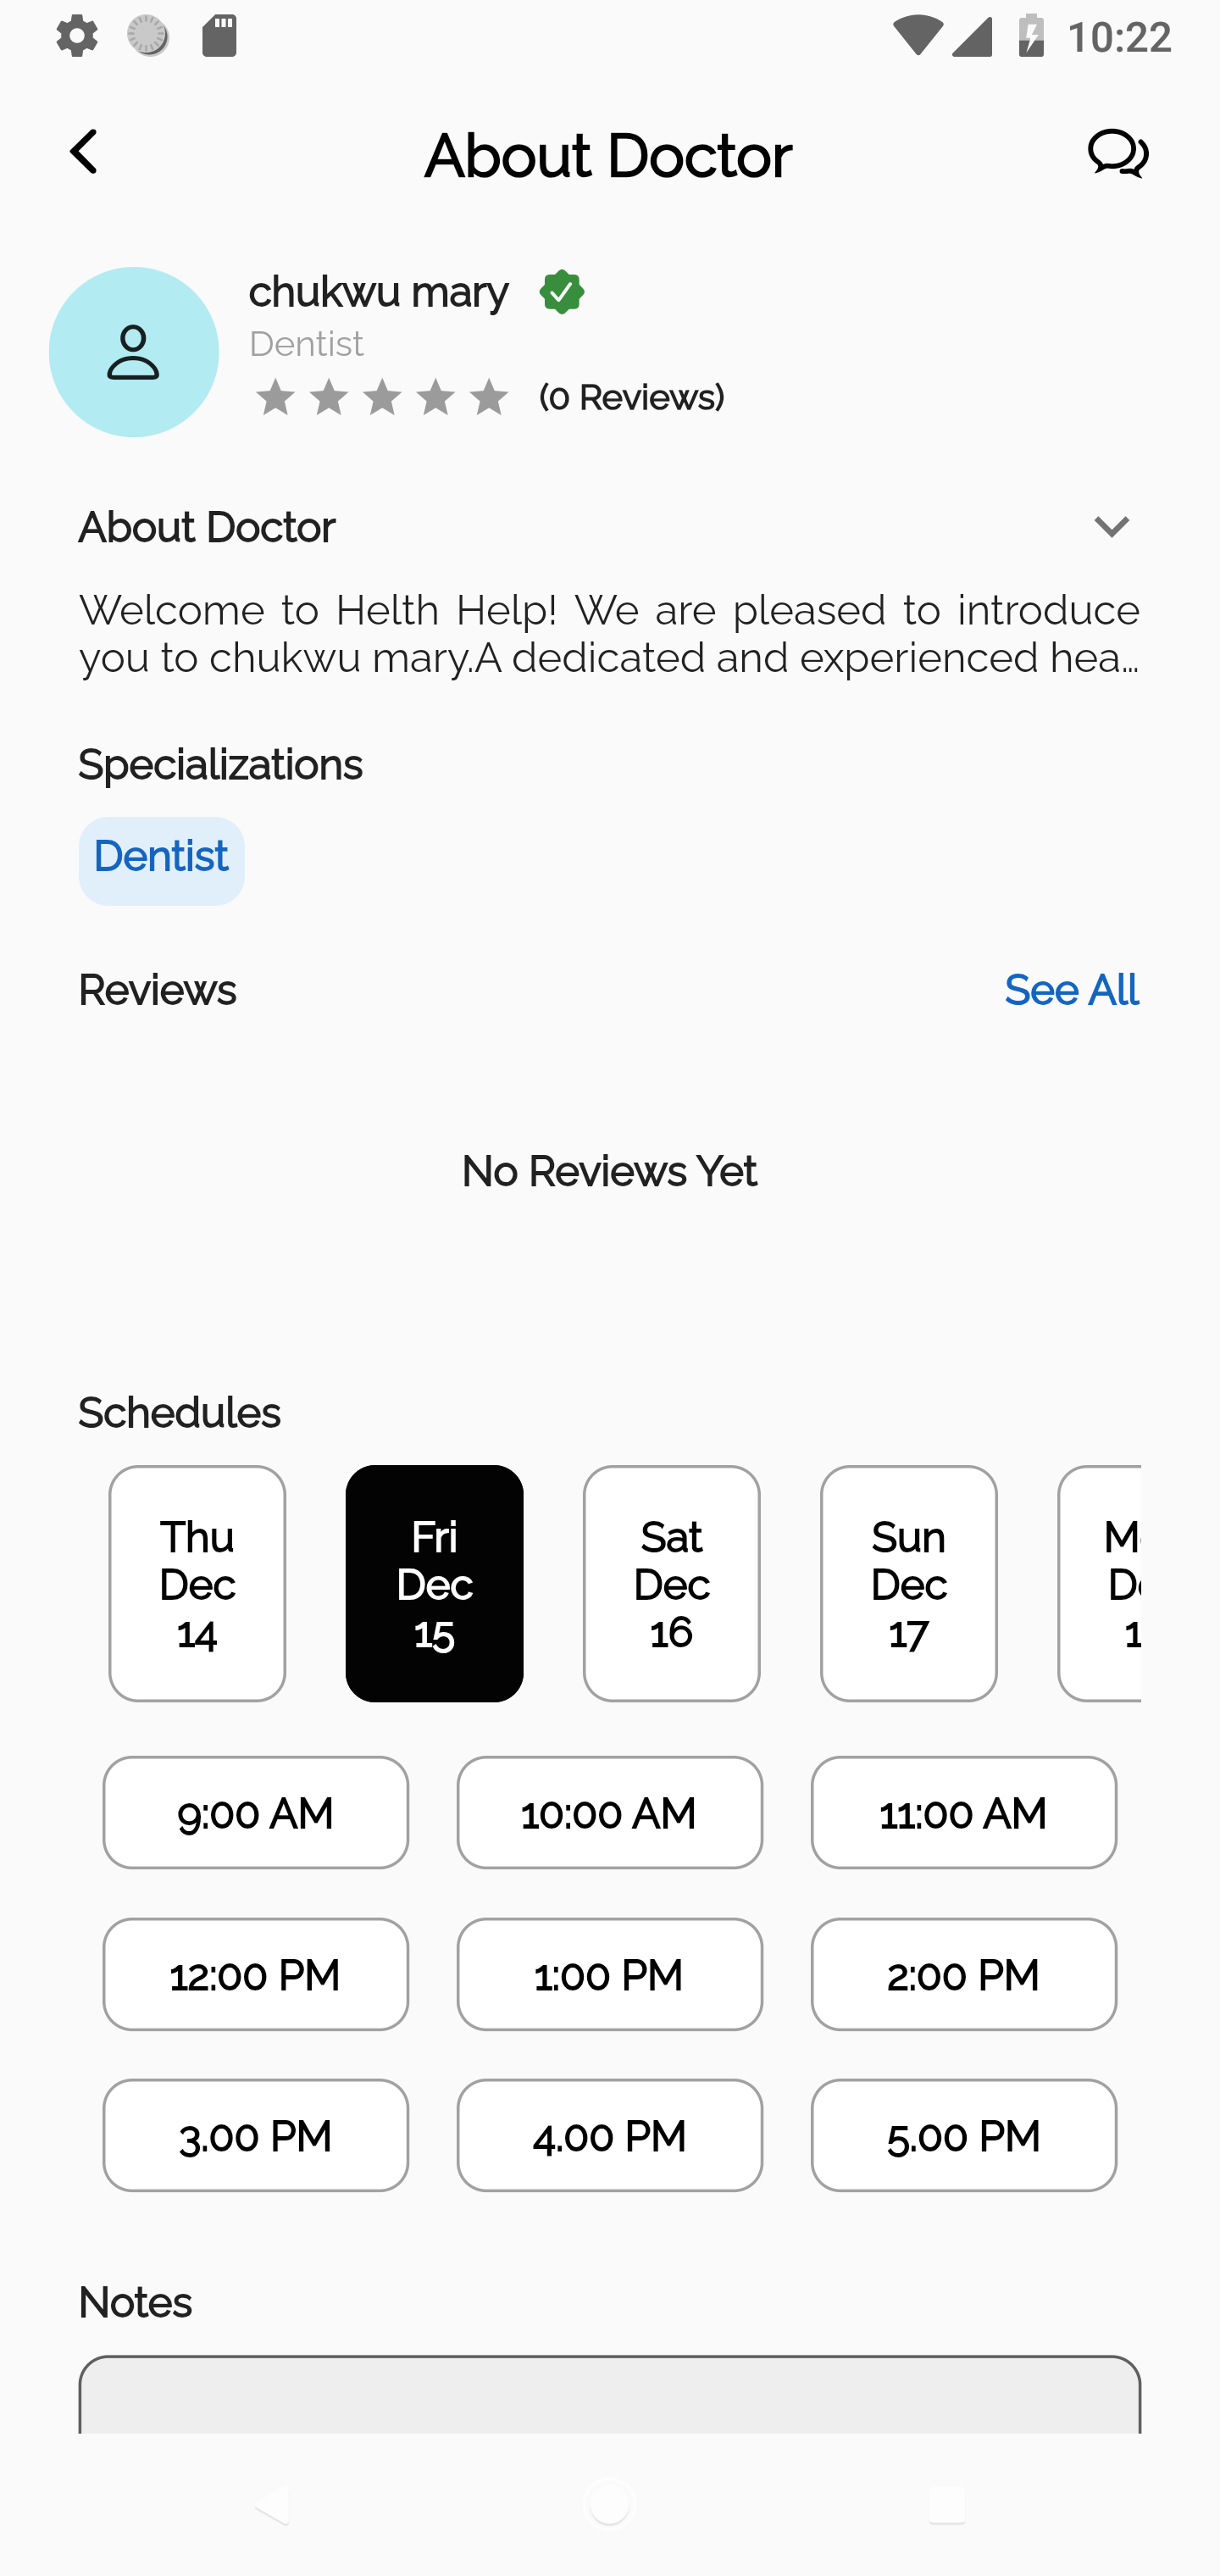 10:22
About Doctor
chukwu mary
Dentist
(0 Reviews)
About Doctor
Welcome to Helth Help! We are pleased to introduce
you to chukwu mary.A dedicated and experienced hea...
Specializations
Dentist
Reviews See All
No Reviews Yet
Schedules
Thu Dec 14
Fri Dec 15
Sat Dec 16
Sun Dec 17
9:00 AM 10:00 AM 11:00 AM
12:00 PM 1:00 PM 2:00 PM
3.00 PM 4.00 PM 5.00 PM
Notes